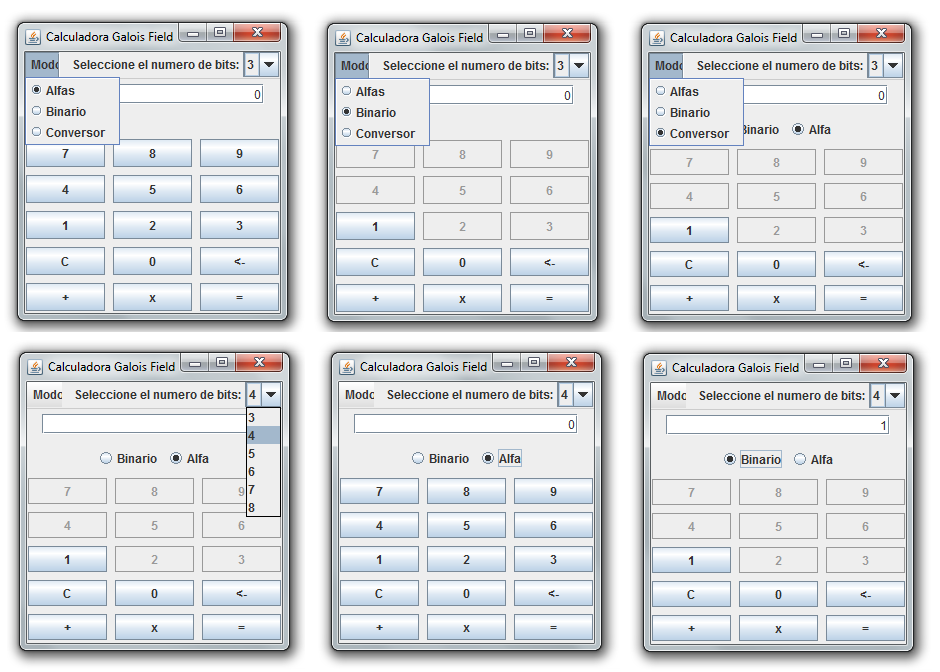 Calculadora Galois Field
Modo Seleccione el numero de bits: 3
Alfas
0
Binario
Conversor
7 8 9
4 5 6
1 2 3
C 0 <-
+ x =
Calculadora Galois Field
Modo Seleccione el numero de bits: 3
Alfas
0
Binario
Conversor
7 8 9
4 5 6
1 2 3
C 0 <-
+ x =
Calculadora Galois Field
Modo Seleccione el numero de bits: 3
Alfas
0
Binario
Conversor Binario Alfa
7 8 9
4 5 6
1 2 3
C 0 <-
+ x =
Calculadora Galois Field
Modo Seleccione el numero de bits: 4
3
4
5
6
7
8
Binario Alfa
7 8 9
4 5 6
1 2 3
C 0 <-
+ x =
Calculadora Galois Field
Modo Seleccione el numero de bits: 4
0
Binario Alfa
7 8 9
4 5 6
1 2 3
C 0 <-
+ x =
Calculadora Galois Field
Modo Seleccione el numero de bits: 4
1
Binario Alfa
7 8 9
4 5 6
1 2 3
C 0 <-
+ x =